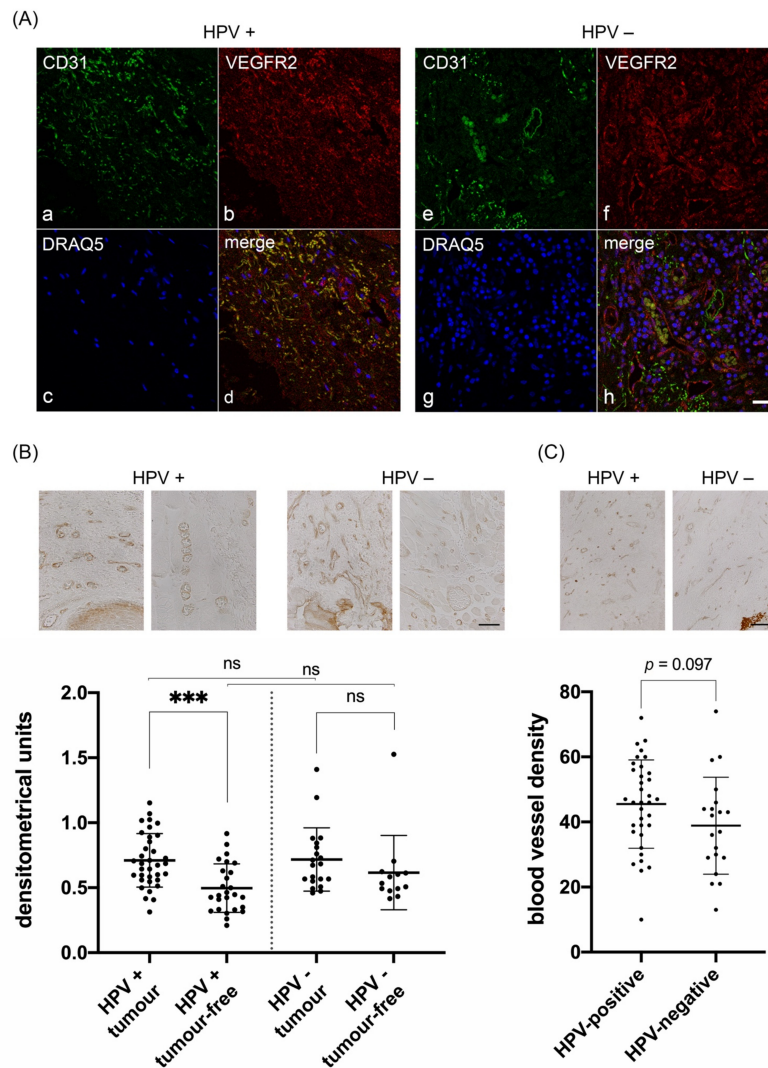 (A)
HPV +
HPV –
CD31
VEGFR2
CD31
VEGFR2
a
b
e
f
DRAQ5
merge
DRAQ5
merge
c
d
g
h
(B)
(C)
HPV +
HPV –
HPV +
HPV –
ns
ns
***
ns
densitometrical units
2.0
1.5
1.0
0.5
0.0
HPV +
tumour
HPV +
tumour-free
HPV -
tumour
HPV -
tumour-free
p = 0.097
blood vessel density
80
60
40
20
0
HPV-positive
HPV-negative